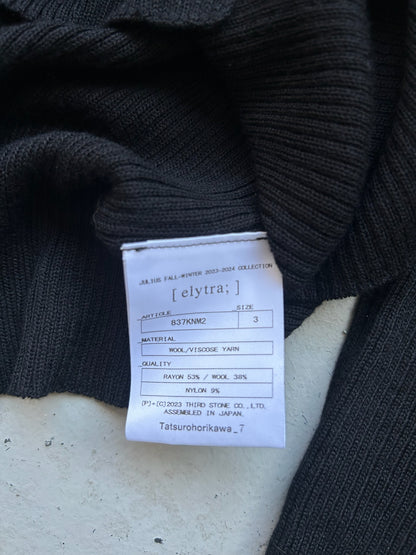 JULIUS FALL-WINTER 2023-2024 COLLECTION
[ elytra; ]
ARTICLE SIZE
837KNM2 3
MATERIAL
WOOL/VISCOSE YARN
QUALITY
RAYON 53% / WOOL 38%
NYLON 9%
(P)+(C)2023 THIRD STONE CO.,LTD.
ASSEMBLED IN JAPAN.
Tatsurohorikawa_7